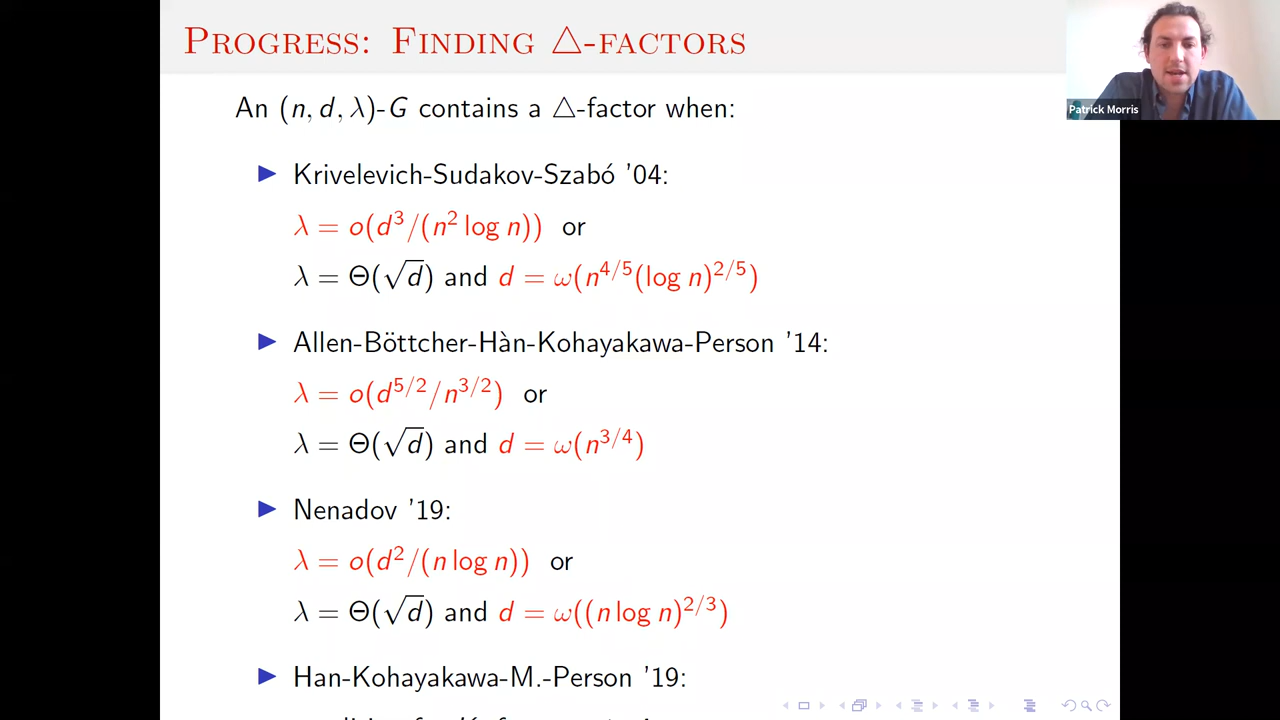 PROGRESS: FINDING △-FACTORS
Patrick Morris
An (n, d, λ)-G contains a △-factor when:
▶ Krivelevich-Sudakov-Szabó '04:
λ = o(d³/(n² log n)) or
λ = Θ(√d) and d = ω(n^{4/5}(log n)^{2/5})
▶ Allen-Böttcher-Hàn-Kohayakawa-Person '14:
λ = o(d^{5/2}/n^{3/2}) or
λ = Θ(√d) and d = ω(n^{3/4})
▶ Nenadov '19:
λ = o(d²/(n log n)) or
λ = Θ(√d) and d = ω((n log n)^{2/3})
▶ Han-Kohayakawa-M.-Person '19: